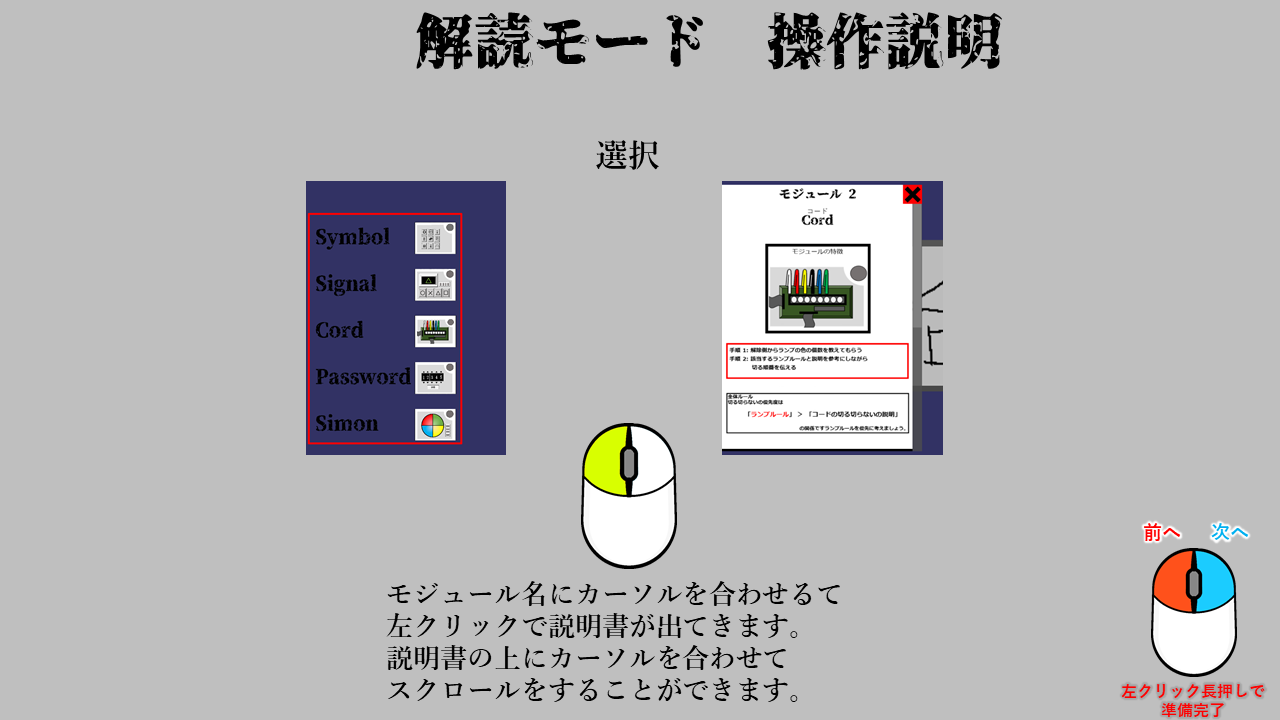 解読モード　操作説明
選択
Symbol
Signal
Cord
Password
Simon
モジュール 2
コード
Cord
モジュールの特徴
手順 1: 解除側からランプの色の個数を教えてもらう
手順 2: 該当するランプルールと説明を参考にしながら
切る順番を伝える
全体ルール
切る切らないの優先度は
「ランプルール」 ＞ 「コードの切る切らないの説明」
の関係ですランプルールを優先に考えましょう。
モジュール名にカーソルを合わせるて
左クリックで説明書が出てきます。
説明書の上にカーソルを合わせて
スクロールをすることができます。
前へ 次へ
左クリック長押しで
準備完了